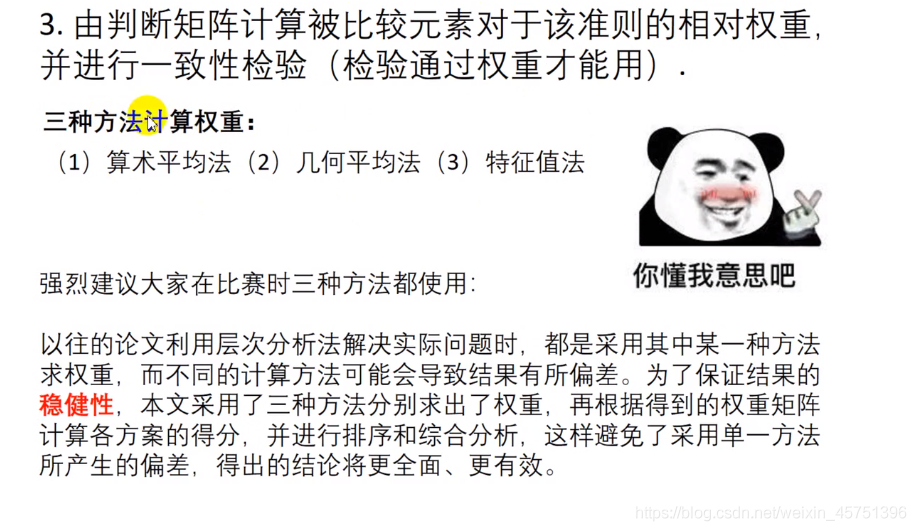 3. 由判断矩阵计算被比较元素对于该准则的相对权重,
并进行一致性检验（检验通过权重才能用）.
三种方法计算权重：
（1）算术平均法（2）几何平均法（3）特征值法
你懂我意思吧
强烈建议大家在比赛时三种方法都使用：
以往的论文利用层次分析法解决实际问题时，都是采用其中某一种方法
求权重，而不同的计算方法可能会导致结果有所偏差。为了保证结果的
稳健性，本文采用了三种方法分别求出了权重，再根据得到的权重矩阵
计算各方案的得分，并进行排序和综合分析，这样避免了采用单一方法
所产生的偏差，得出的结论将更全面、更有效。
https://blog.csdn.net/weixin_45751396